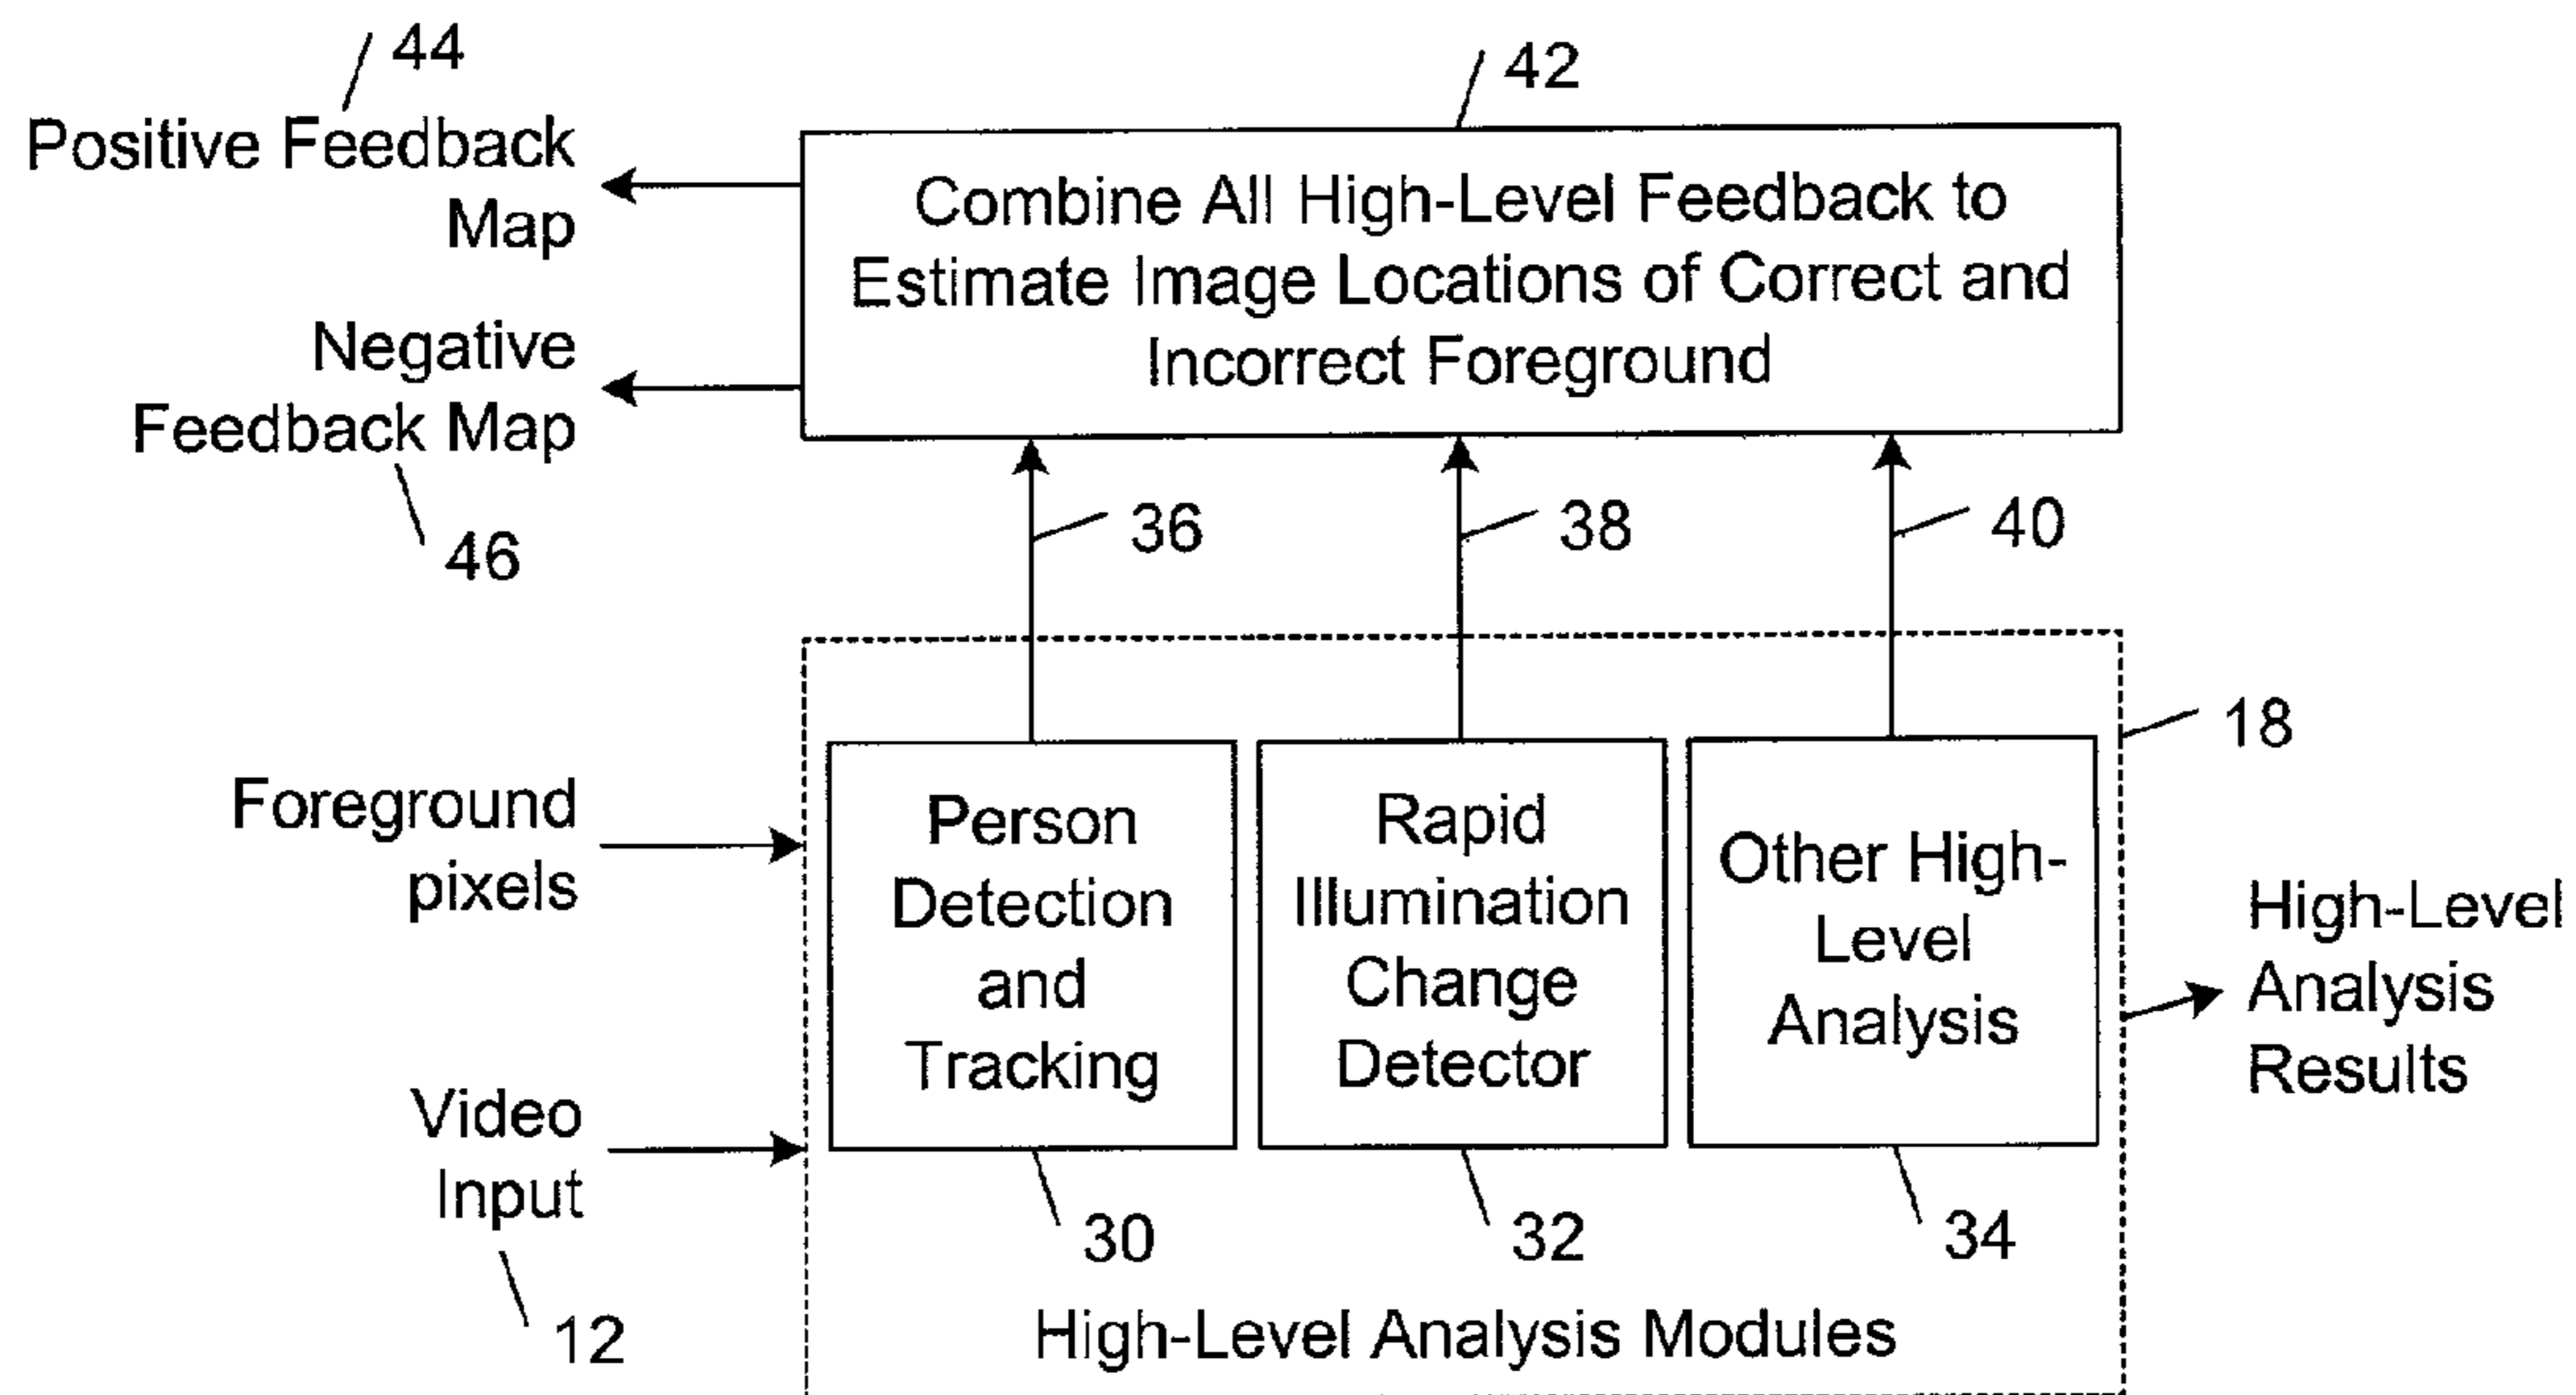 44
Positive Feedback
Map
Negative
Feedback Map
46
42
Combine All High-Level Feedback to
Estimate Image Locations of Correct and
Incorrect Foreground
36
38
40
18
Foreground
pixels
Video
Input
12
Person
Detection
and
Tracking
30
Rapid
Illumination
Change
Detector
32
Other High-
Level
Analysis
34
High-Level Analysis Modules
High-Level
Analysis
Results